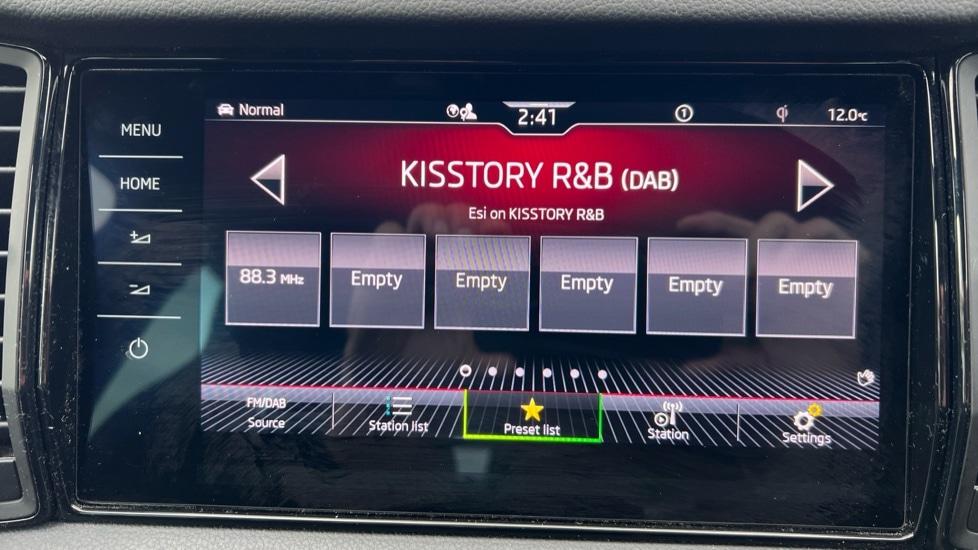 Normal
2:41
1
12.0°C
MENU
HOME
KISSTORY R&B (DAB)
Esi on KISSTORY R&B
88.3 MHz
Empty
Empty
Empty
Empty
Empty
FM/DAB
Source
Station list
Preset list
Station
Settings